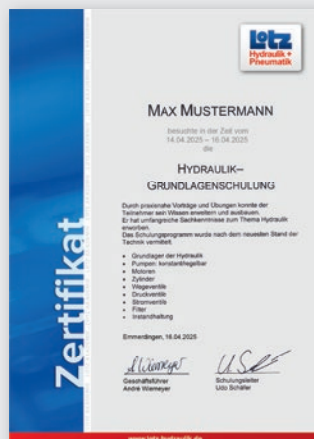 Lotz
Hydraulik +
Pneumatik
MAX MUSTERMANN
besuchte in der Zeit vom
14.04.2025 – 16.04.2025
die
HYDRAULIK–
GRUNDLAGENSCHULUNG
Durch praxisnahe Vorträge und Übungen konnte der
Teilnehmer sein Wissen erweitern und ausbauen.
Er hat umfangreiche Sachkenntnisse zum Thema Hydraulik
erworben.
Das Schulungsprogramm wurde nach dem neuesten Stand der
Technik vermittelt.
• Grundlagen der Hydraulik
• Pumpen: konstant/regelbar
• Motoren
• Zylinder
• Wegeventile
• Druckventile
• Stromventile
• Filter
• Instandhaltung
Emmerdingen, 16.04.2025
Geschäftsführer
André Wiemeyer
Schulungsleiter
Udo Schäfer
Zertifikat
www.lotz-hydraulik.de